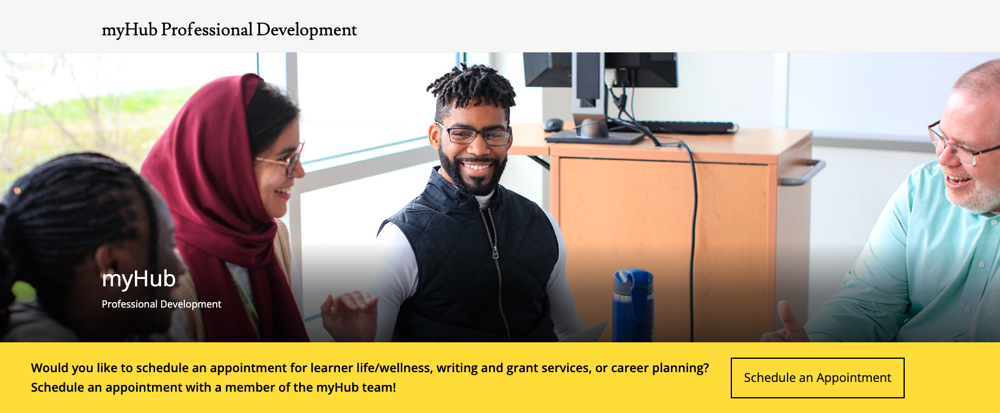 myHub Professional Development
myHub
Professional Development
Would you like to schedule an appointment for learner life/wellness, writing and grant services, or career planning?
Schedule an appointment with a member of the myHub team!
Schedule an Appointment